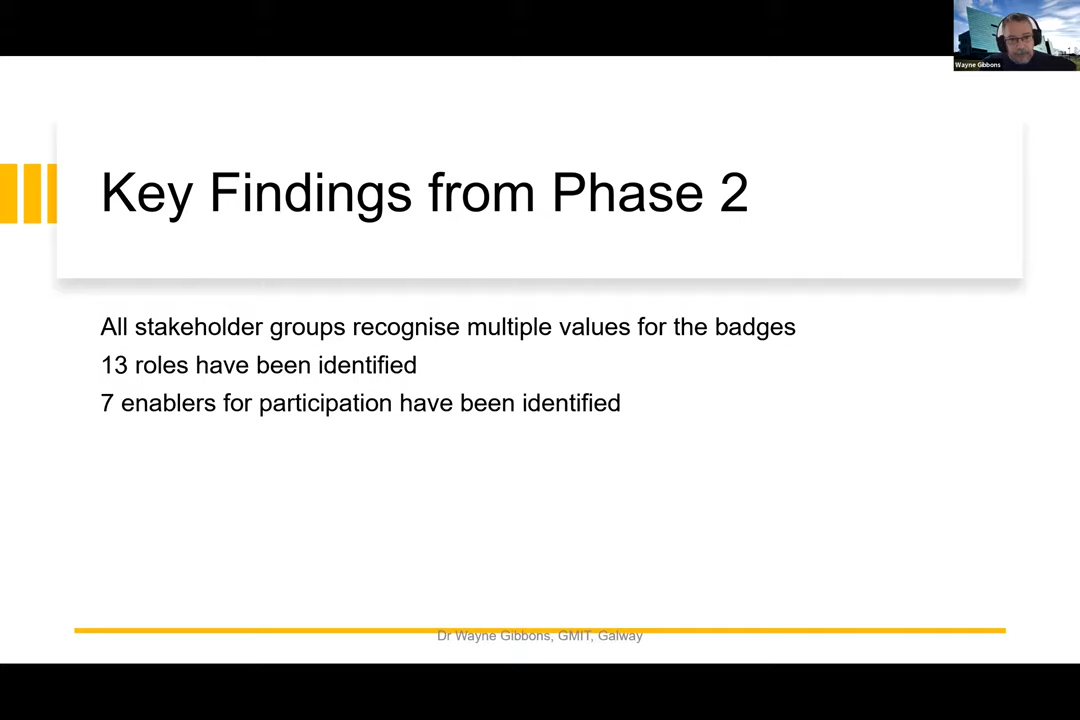 Wayne Gibbons
Key Findings from Phase 2
All stakeholder groups recognise multiple values for the badges
13 roles have been identified
7 enablers for participation have been identified
Dr Wayne Gibbons, GMIT, Galway